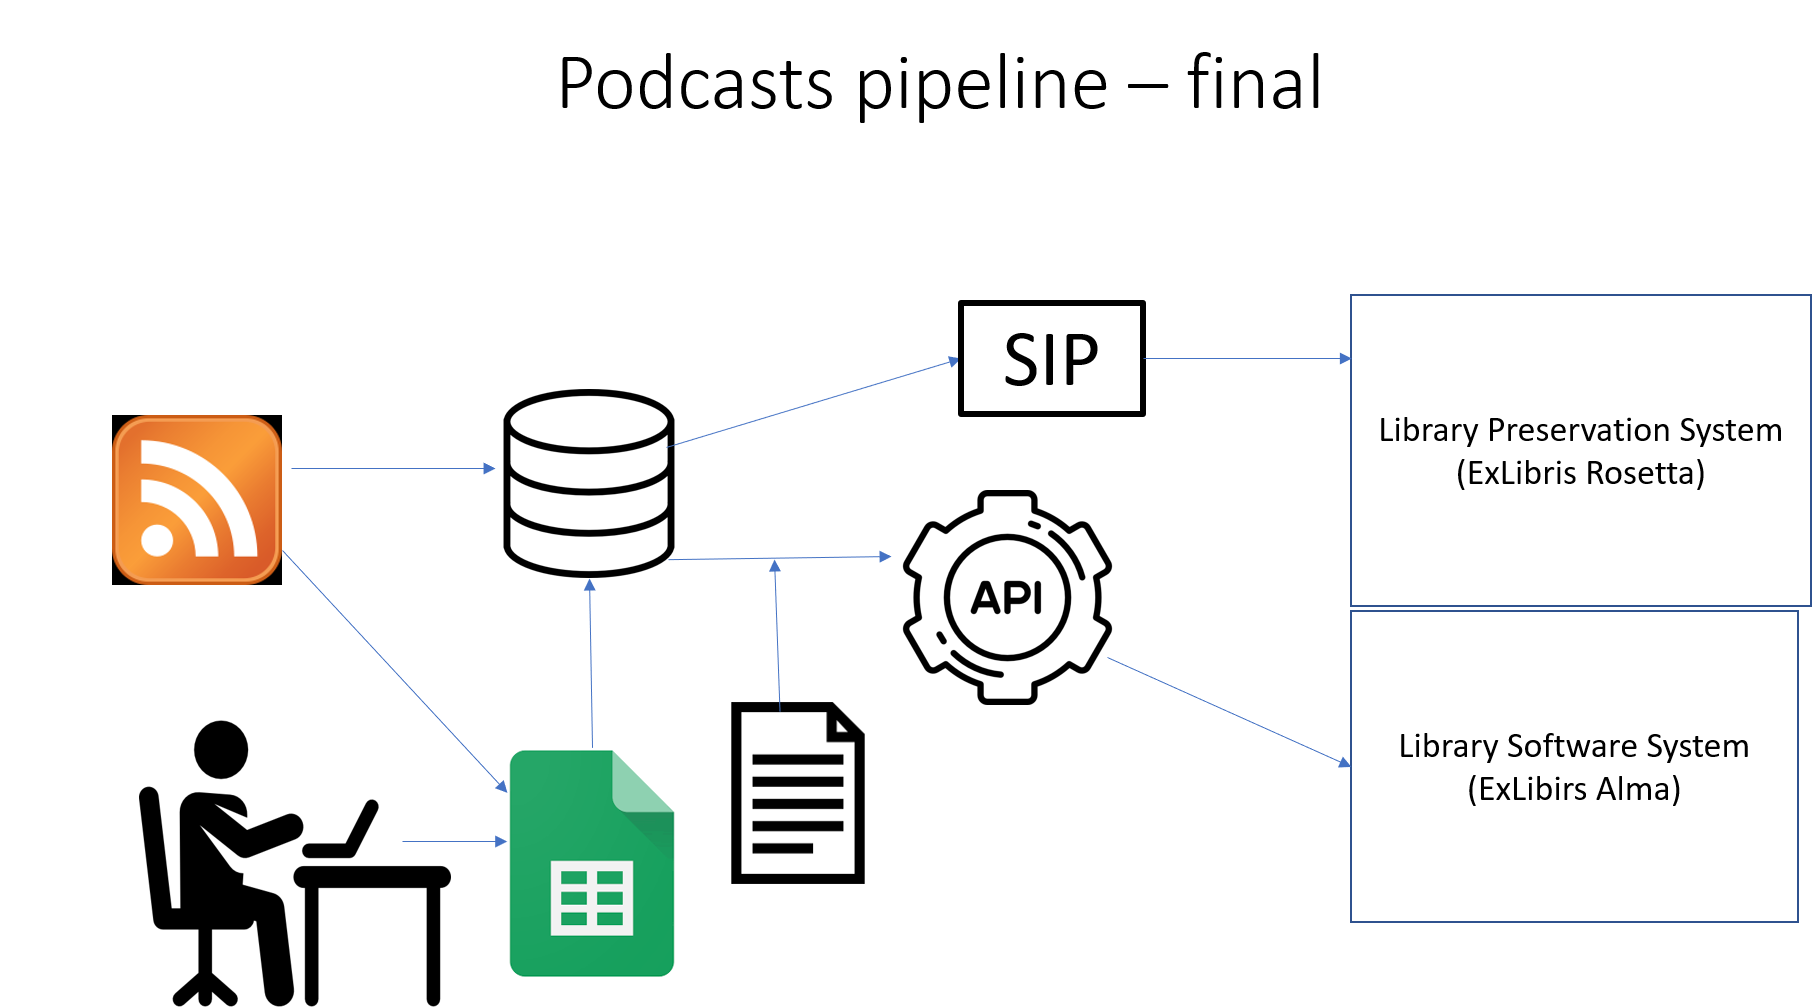 Podcasts pipeline – final
SIP
Library Preservation System
(ExLibris Rosetta)
API
Library Software System
(ExLibirs Alma)